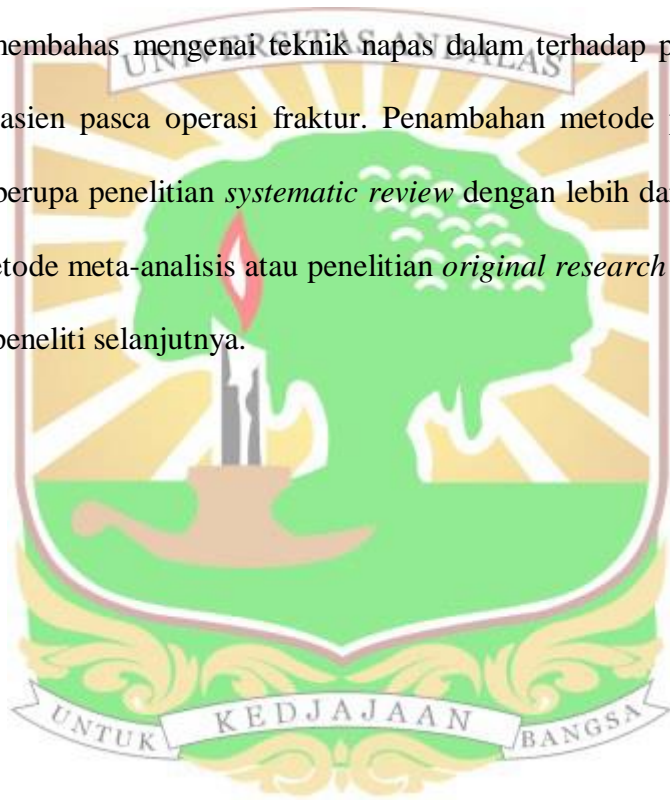 membahas mengenai teknik napas dalam terhadap p
UNIVERSITAS ANDALAS
asien pasca operasi fraktur. Penambahan metode p
berupa penelitian systematic review dengan lebih da
etode meta-analisis atau penelitian original research
peneliti selanjutnya.
UNTUK KEDJAJAAN BANGSA